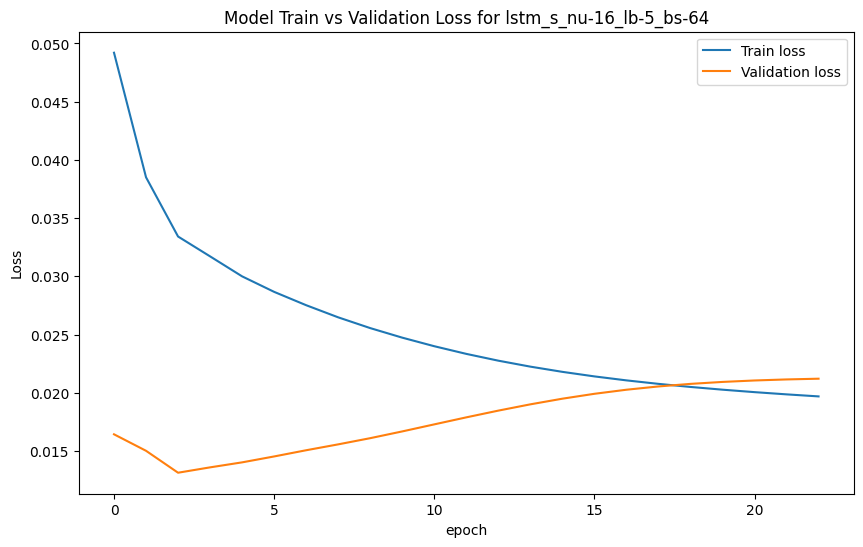 Model Train vs Validation Loss for lstm_s_nu-16_lb-5_bs-64
Train loss
Validation loss
0.050
0.045
0.040
0.035
0.030
0.025
0.020
0.015
Loss
0
5
10
15
20
epoch